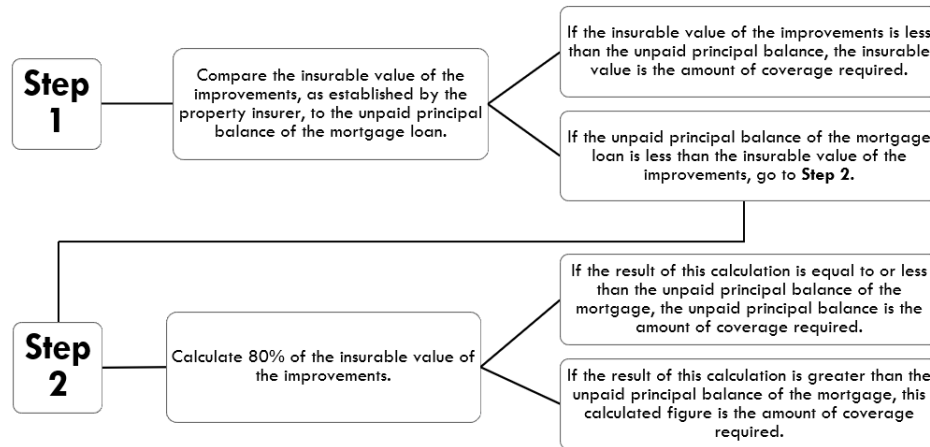 Step
1
Compare the insurable value of the
improvements, as established by the
property insurer, to the unpaid principal
balance of the mortgage loan.
If the insurable value of the improvements is less
than the unpaid principal balance, the insurable
value is the amount of coverage required.
If the unpaid principal balance of the mortgage
loan is less than the insurable value of the
improvements, go to Step 2.
Step
2
Calculate 80% of the insurable value of
the improvements.
If the result of this calculation is equal to or less
than the unpaid principal balance of the
mortgage, the unpaid principal balance is the
amount of coverage required.
If the result of this calculation is greater than the
unpaid principal balance of the mortgage, this
calculated figure is the amount of coverage
required.